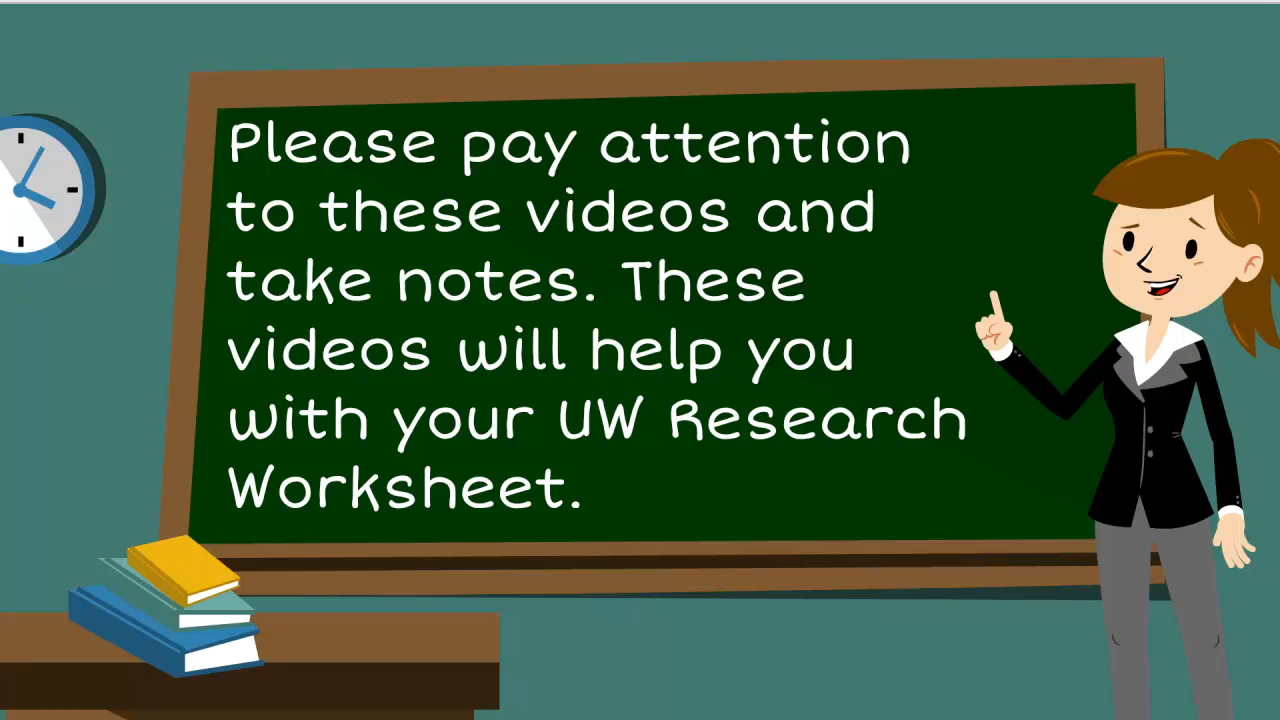 Please pay attention
to these videos and
take notes. These
videos will help you
with your UW Research
Worksheet.